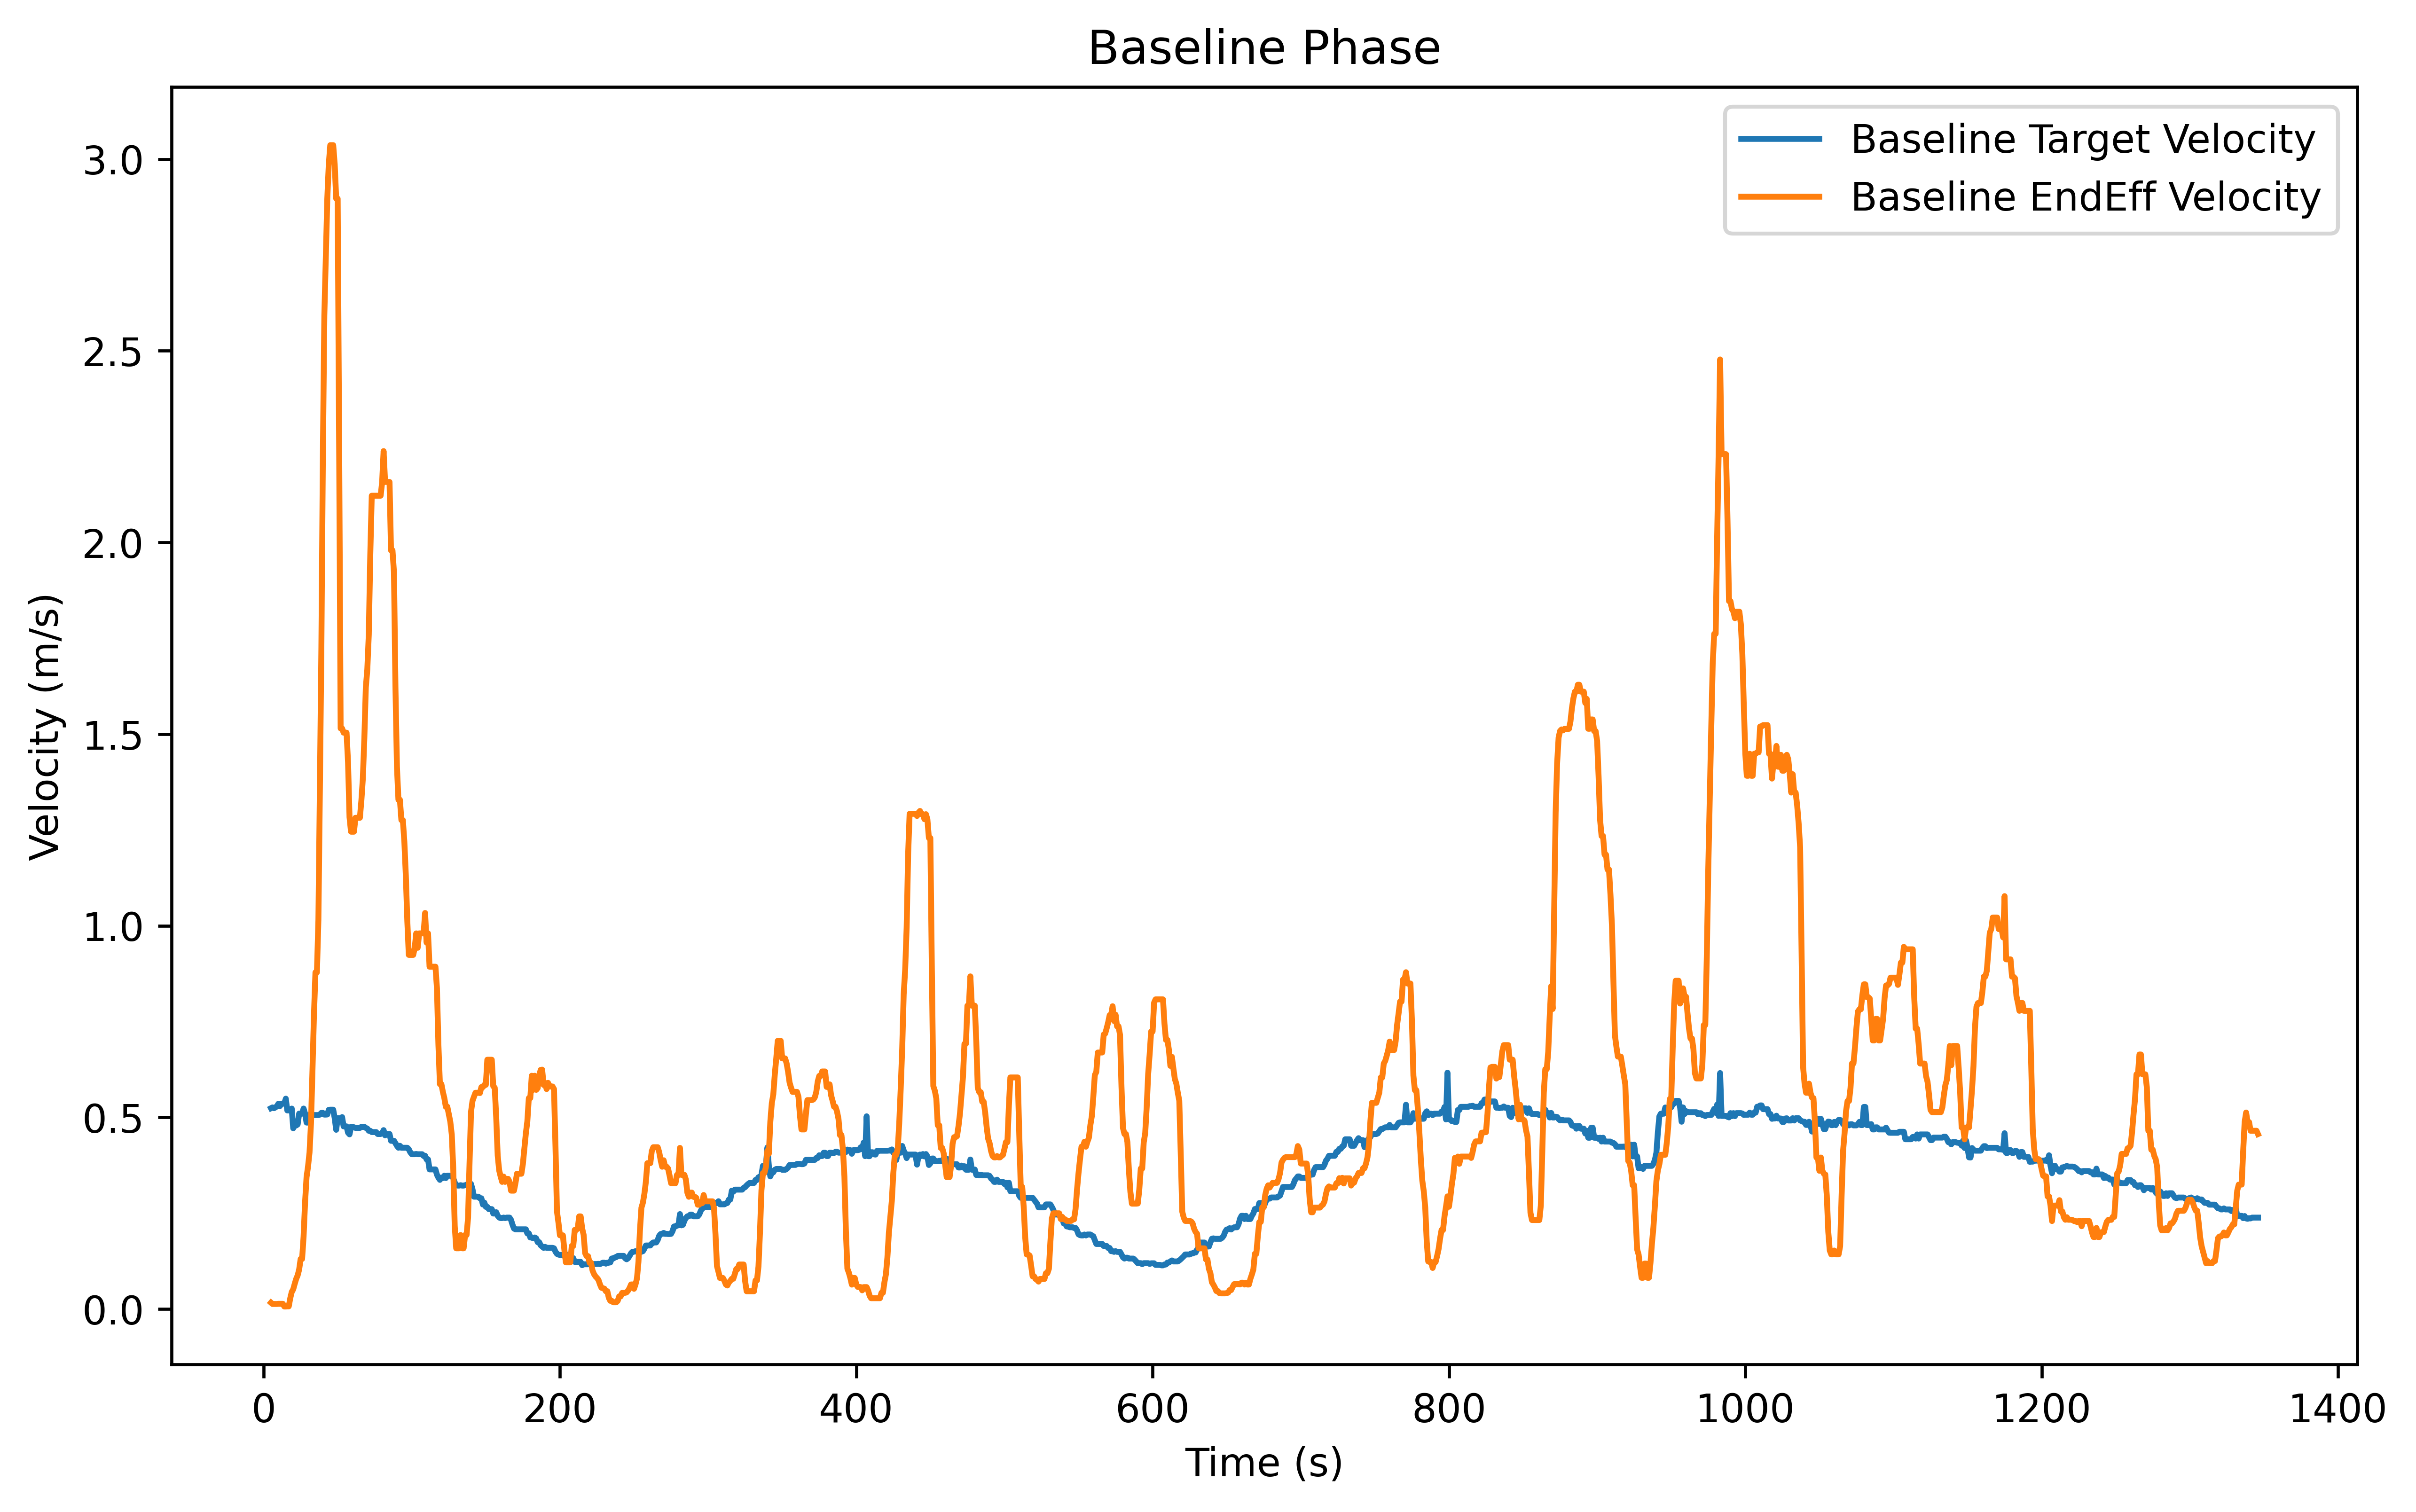 Baseline Phase
Baseline Target Velocity
Baseline EndEff Velocity
Velocity (m/s)
3.0
2.5
2.0
1.5
1.0
0.5
0.0
0 200 400 600 800 1000 1200 1400
Time (s)